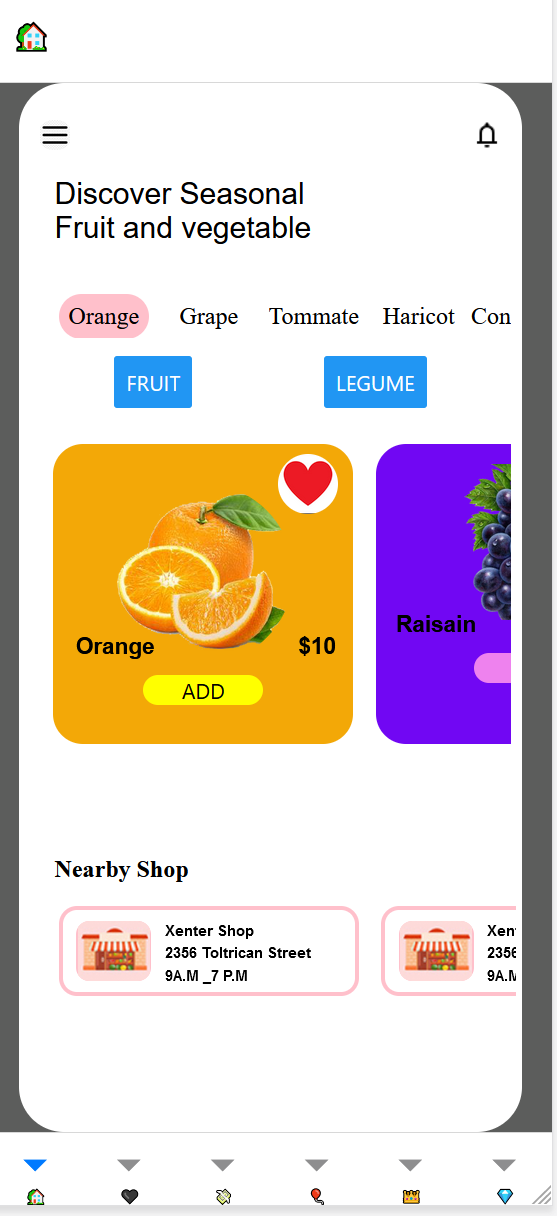 Discover Seasonal
Fruit and vegetable
Orange Grape Tommate Haricot Con
FRUIT LEGUME
Orange $10
ADD
Raisain
Nearby Shop
Xenter Shop
2356 Toltrican Street
9A.M _7 P.M
Xen
2356
9A.M